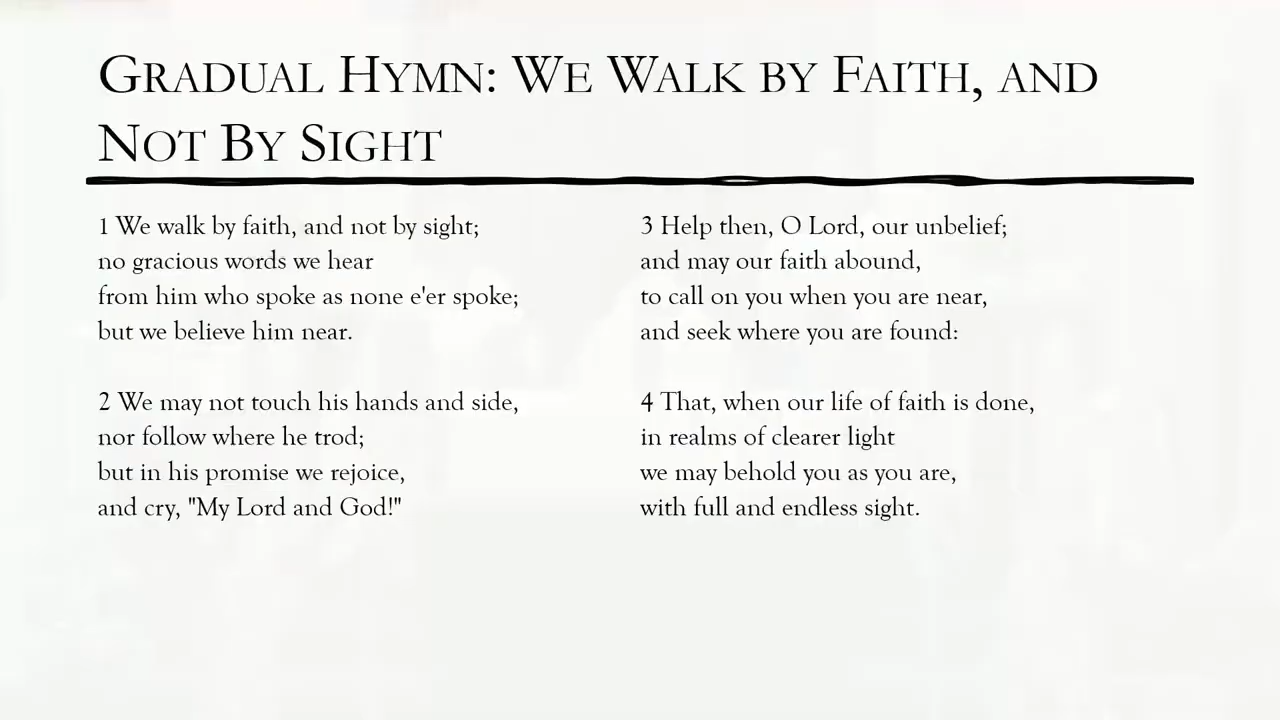 Gradual Hymn: We Walk by Faith, and
Not By Sight
1 We walk by faith, and not by sight;
no gracious words we hear
from him who spoke as none e'er spoke;
but we believe him near.
2 We may not touch his hands and side,
nor follow where he trod;
but in his promise we rejoice,
and cry, "My Lord and God!"
3 Help then, O Lord, our unbelief;
and may our faith abound,
to call on you when you are near,
and seek where you are found:
4 That, when our life of faith is done,
in realms of clearer light
we may behold you as you are,
with full and endless sight.